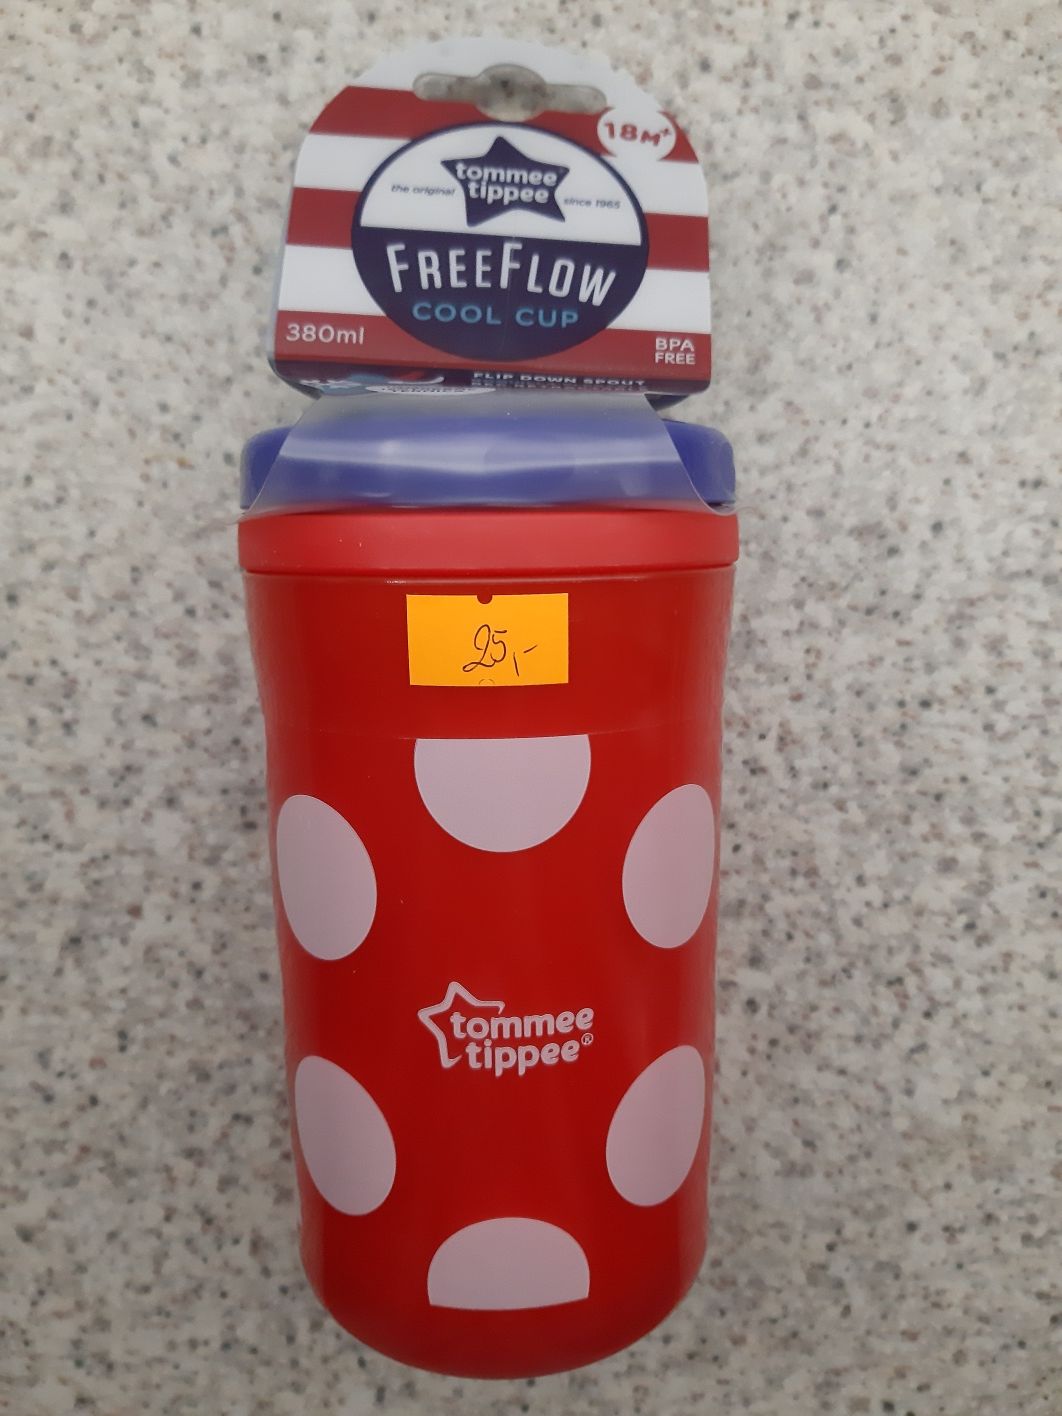 18M+
tommee
tippee
the original
since 1965
FREEFLOW
COOL CUP
380ml
BPA
FREE
FLIP DOWN SPOUT
25,-
tommee
tippee®